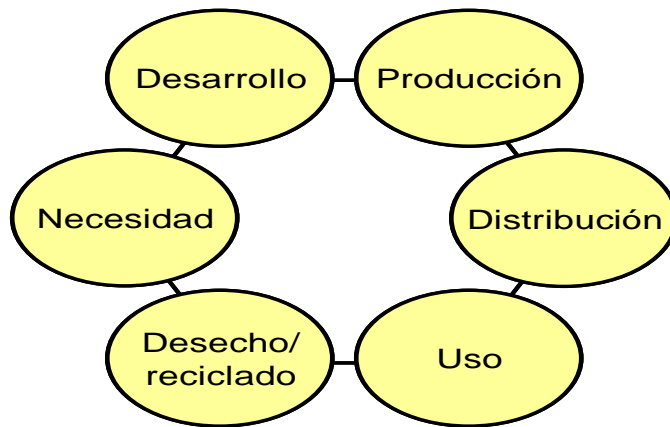 Desarrollo
Producción
Necesidad
Distribución
Desecho/
reciclado
Uso